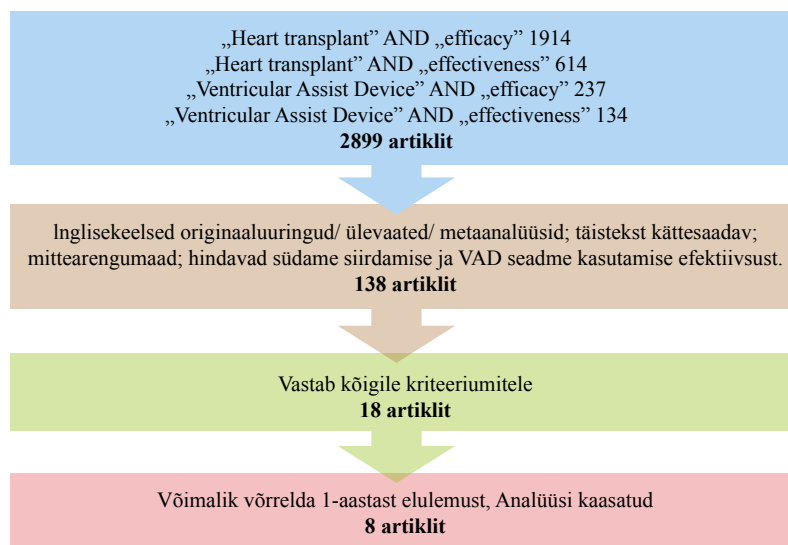 „Heart transplant” AND „efficacy” 1914
„Heart transplant” AND „effectiveness” 614
„Ventricular Assist Device” AND „efficacy” 237
„Ventricular Assist Device” AND „effectiveness” 134
2899 artiklit
lnglisekeelsed originaaluuringud/ ülevaated/ metaanalüüsid; täistekst kättesaadav;
mittearengumaad; hindavad südame siirdamise ja VAD seadme kasutamise efektiivsust.
138 artiklit
Vastab kõigile kriteeriumitele
18 artiklit
Võimalik võrrelda 1-aastast elulemust, Analüüsi kaasatud
8 artiklit